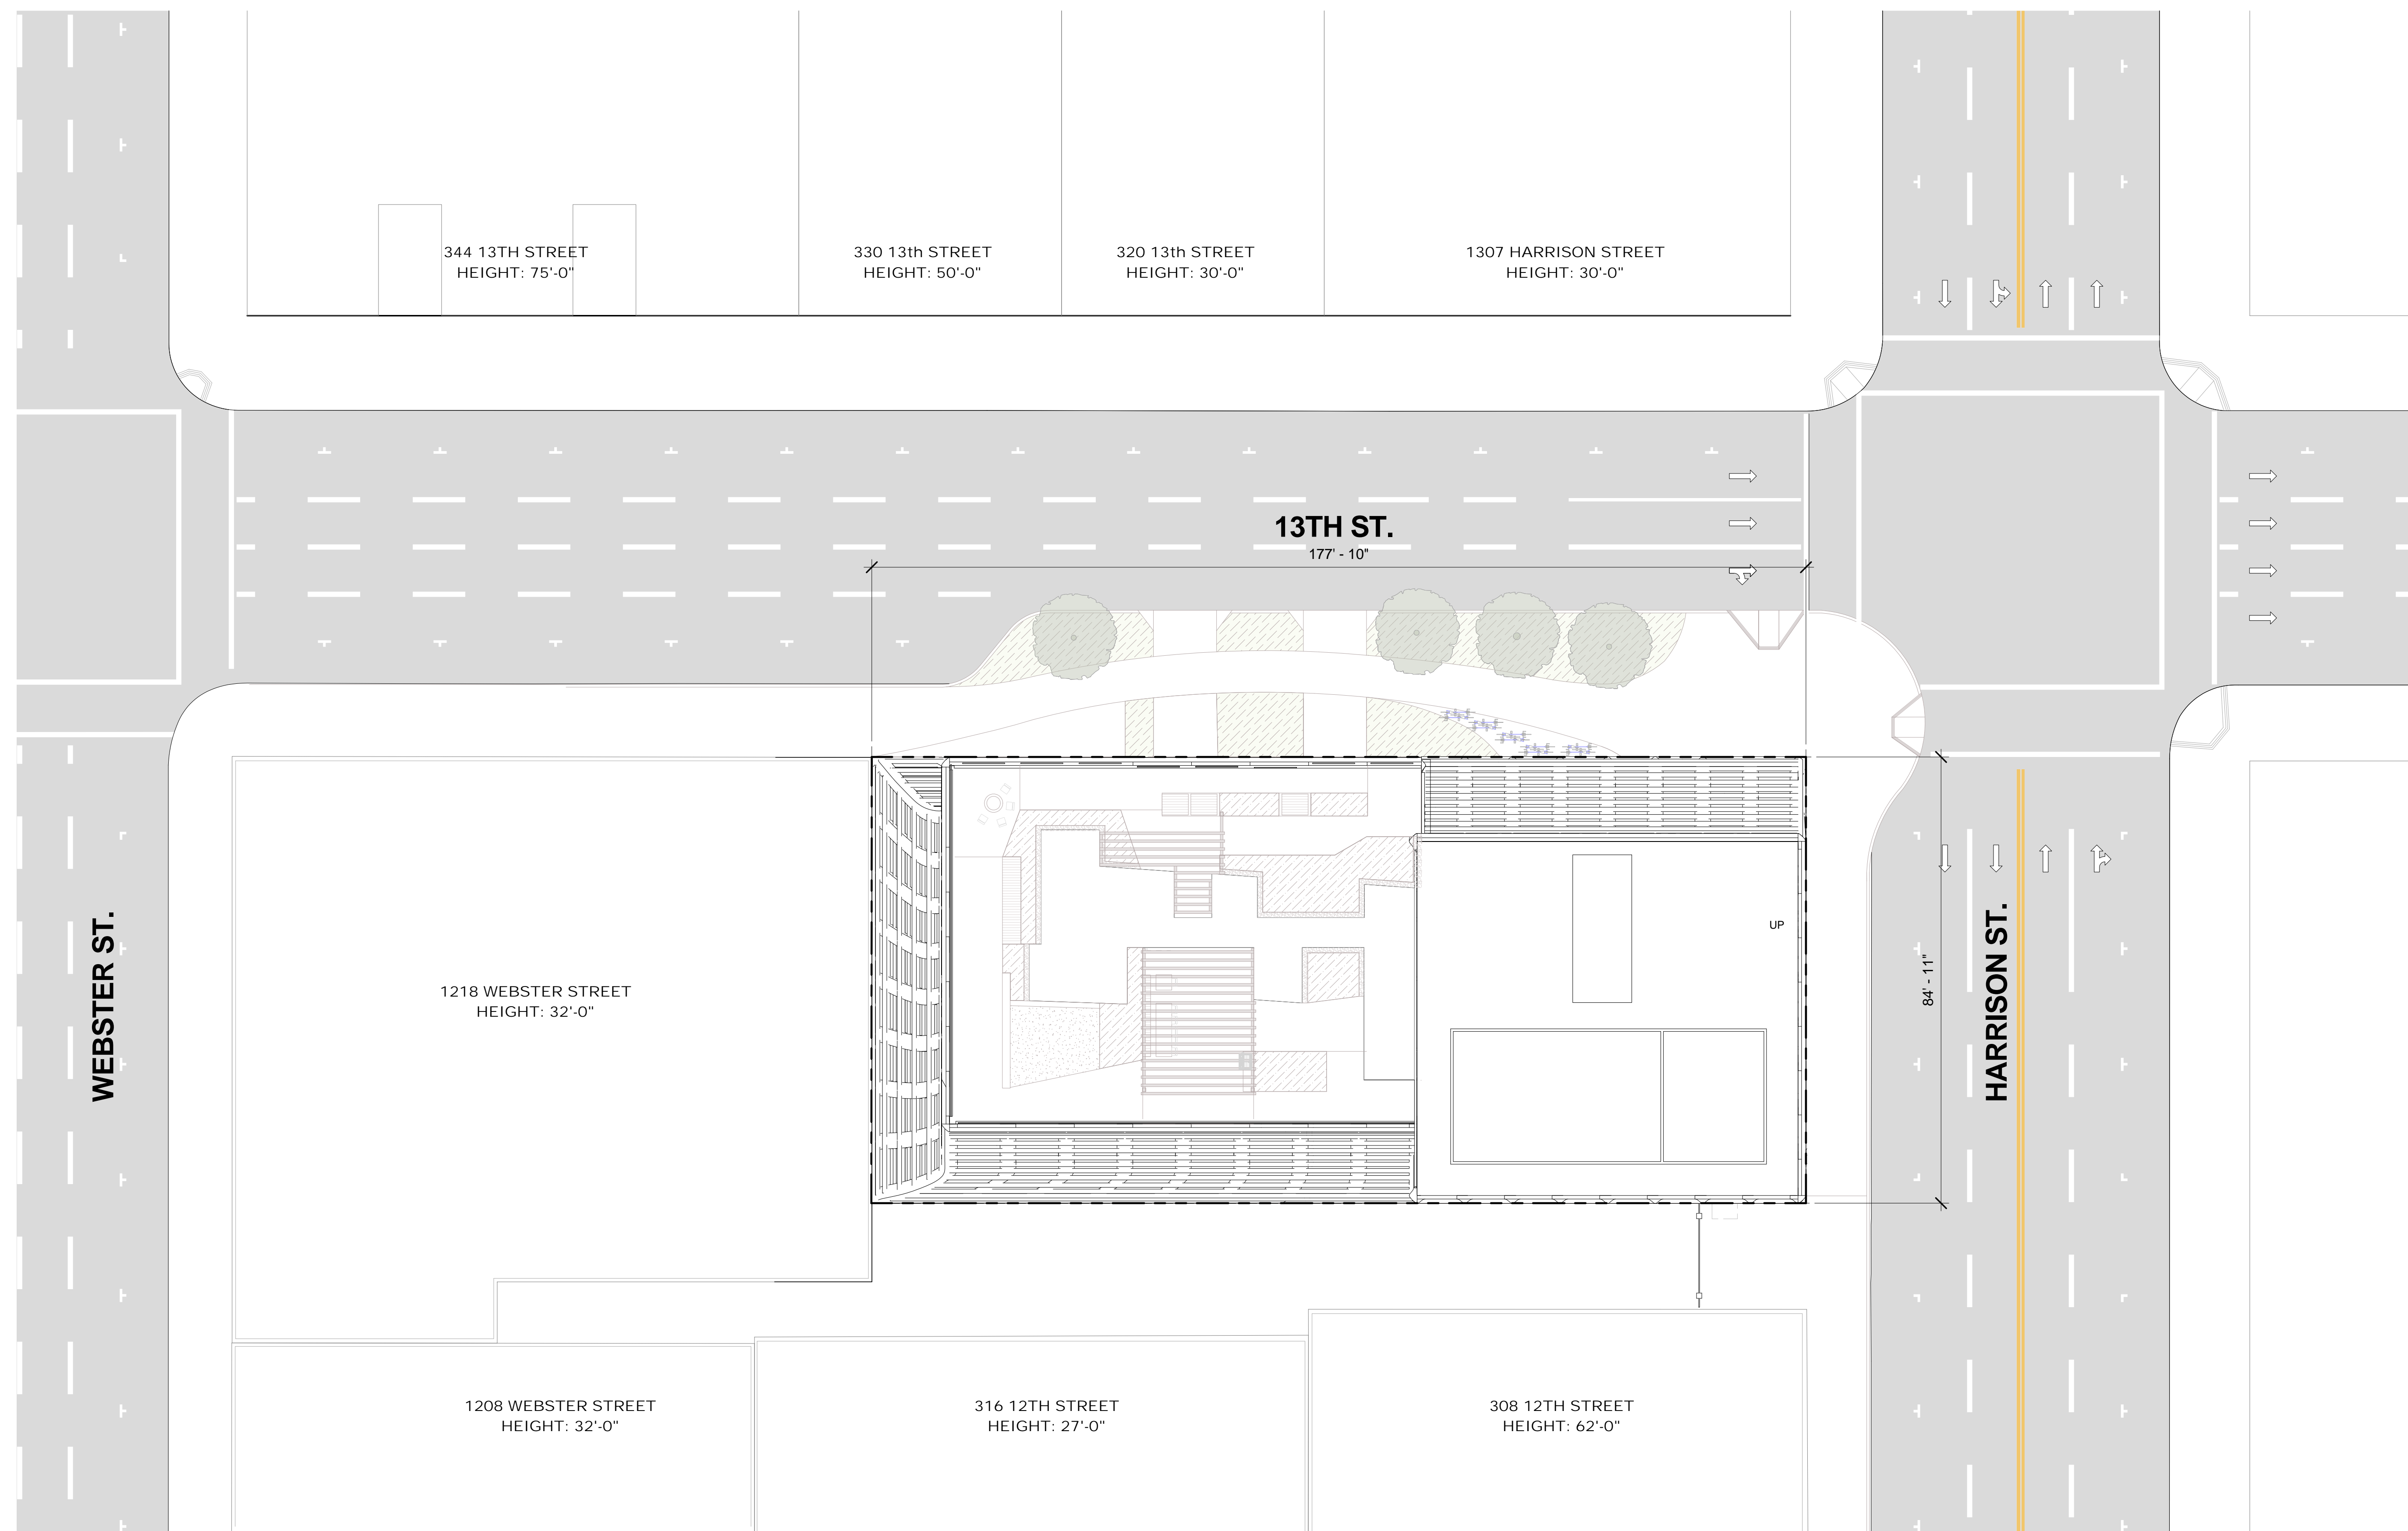 344 13TH STREET
HEIGHT: 75'-0"
330 13th STREET
HEIGHT: 50'-0"
320 13th STREET
HEIGHT: 30'-0"
1307 HARRISON STREET
HEIGHT: 30'-0"
13TH ST.
177' - 10"
WEBSTER ST.
1218 WEBSTER STREET
HEIGHT: 32'-0"
UP
84' - 11"
HARRISON ST.
1208 WEBSTER STREET
HEIGHT: 32'-0"
316 12TH STREET
HEIGHT: 27'-0"
308 12TH STREET
HEIGHT: 62'-0"